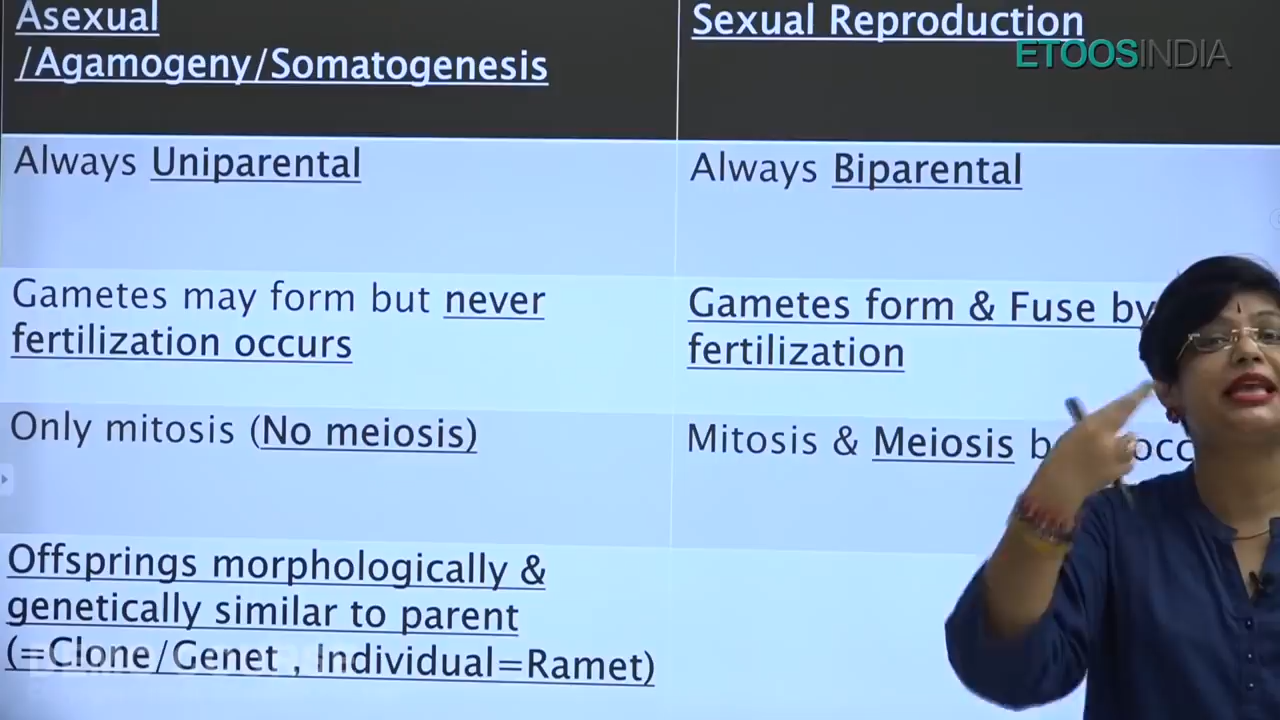 Asexual
/Agamogeny/Somatogenesis
Sexual Reproduction
ETOOSINDIA
Always Uniparental
Always Biparental
Gametes may form but never
fertilization occurs
Gametes form & Fuse by
fertilization
Only mitosis (No meiosis)
Mitosis & Meiosis
Offsprings morphologically &
genetically similar to parent
(=Clone/Genet , Individual=Ramet)